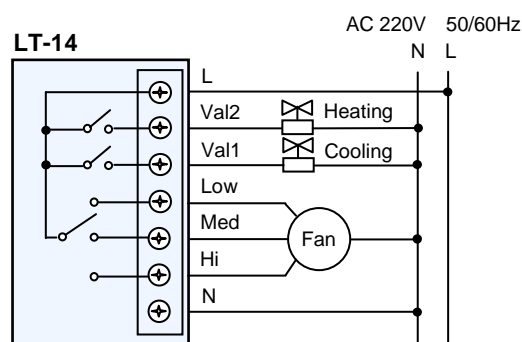 AC 220V 50/60Hz
N L
LT-14
L
Val2 Heating
Val1 Cooling
Low
Med Fan
Hi
N